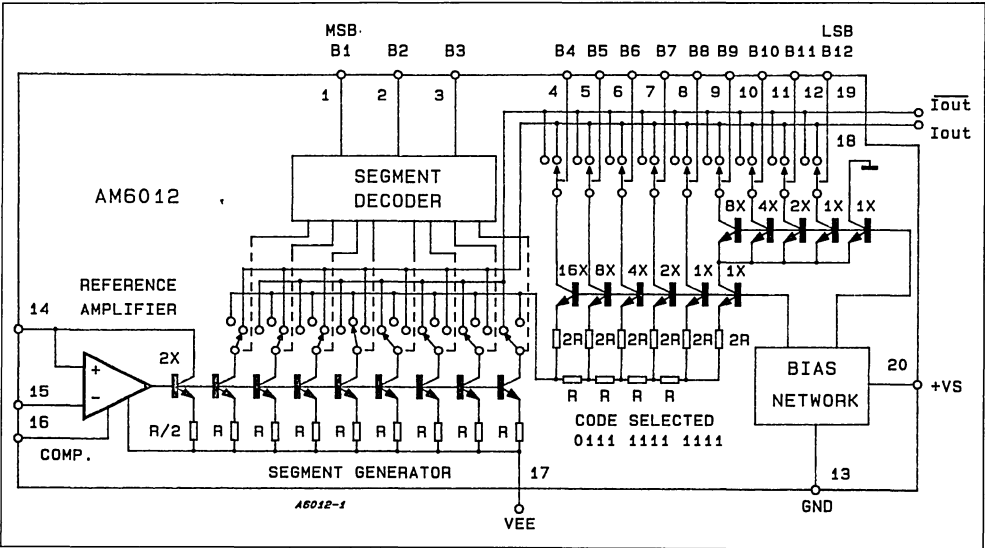 MSB LSB
B1 B2 B3 B4 B5 B6 B7 B8 B9 B10 B11 B12
1 2 3 4 5 6 7 8 9 10 11 12 19
Iout
Iout
18
SEGMENT
DECODER
AM6012
8X 4X 2X 1X 1X
REFERENCE
AMPLIFIER
16X 8X 4X 2X 1X 1X
14
2X
2R 2R 2R 2R 2R 2R
+
-
15
16
COMP.
R R R R
BIAS
NETWORK
20
+VS
CODE SELECTED
0111 1111 1111
R/2 R R R R R R R R
SEGMENT GENERATOR
17
13
A6012-1
VEE
GND